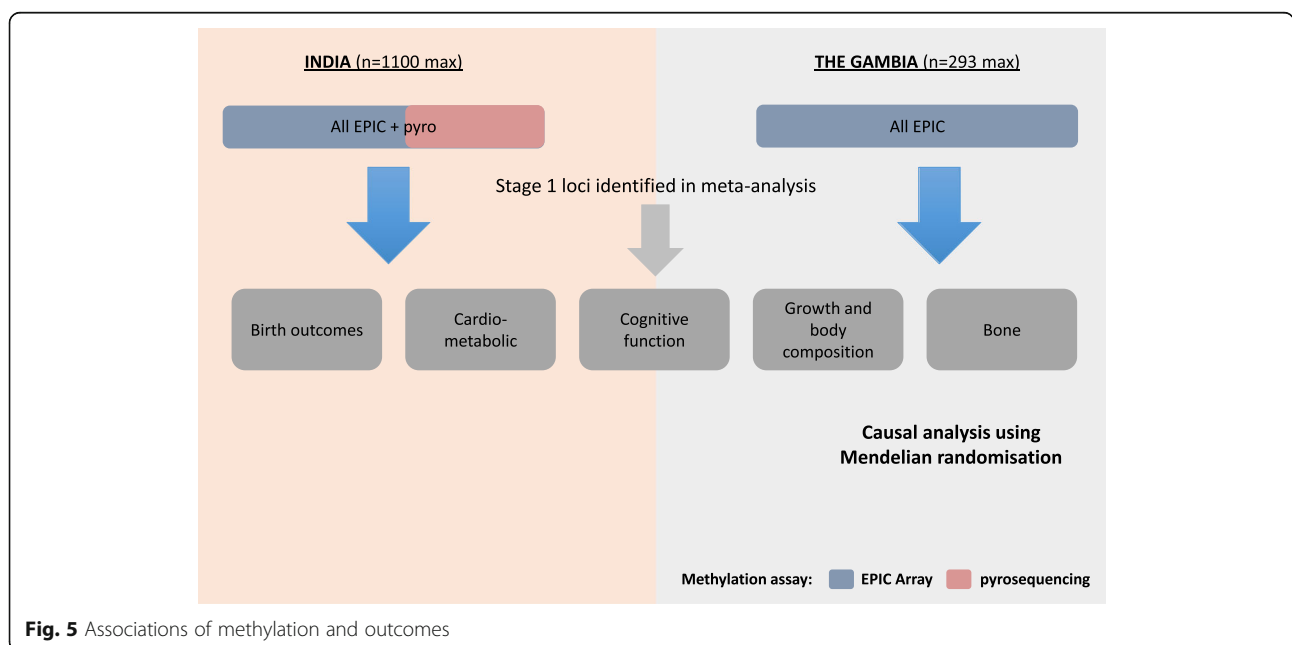 INDIA (n=1100 max)
THE GAMBIA (n=293 max)
All EPIC + pyro
All EPIC
Stage 1 loci identified in meta-analysis
Birth outcomes
Cardio-
metabolic
Cognitive
function
Growth and
body
composition
Bone
Causal analysis using
Mendelian randomisation
Methylation assay: EPIC Array pyrosequencing
Fig. 5 Associations of methylation and outcomes